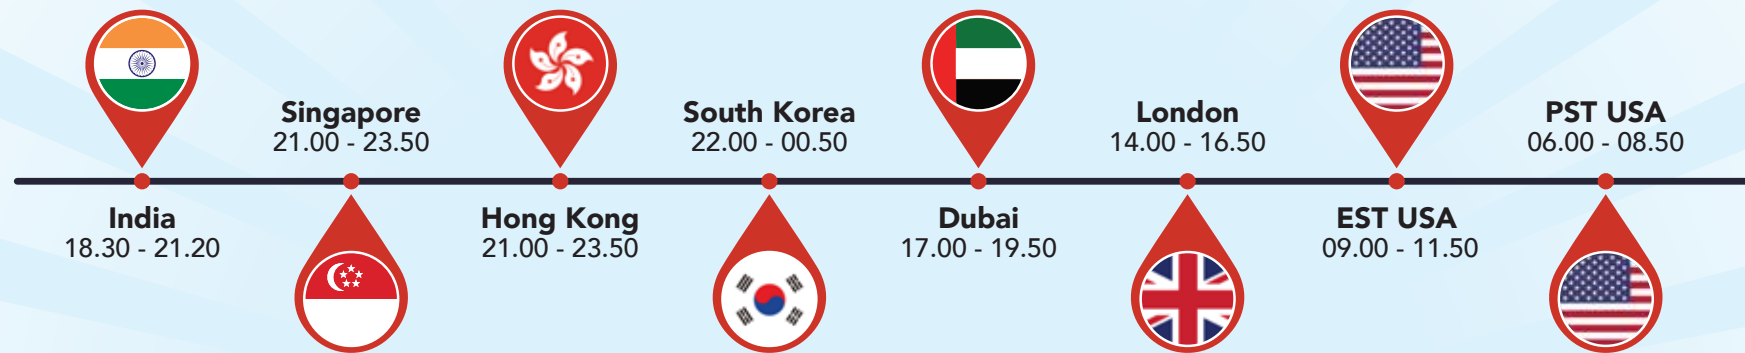 India
18.30 - 21.20
Singapore
21.00 - 23.50
Hong Kong
21.00 - 23.50
South Korea
22.00 - 00.50
Dubai
17.00 - 19.50
London
14.00 - 16.50
EST USA
09.00 - 11.50
PST USA
06.00 - 08.50